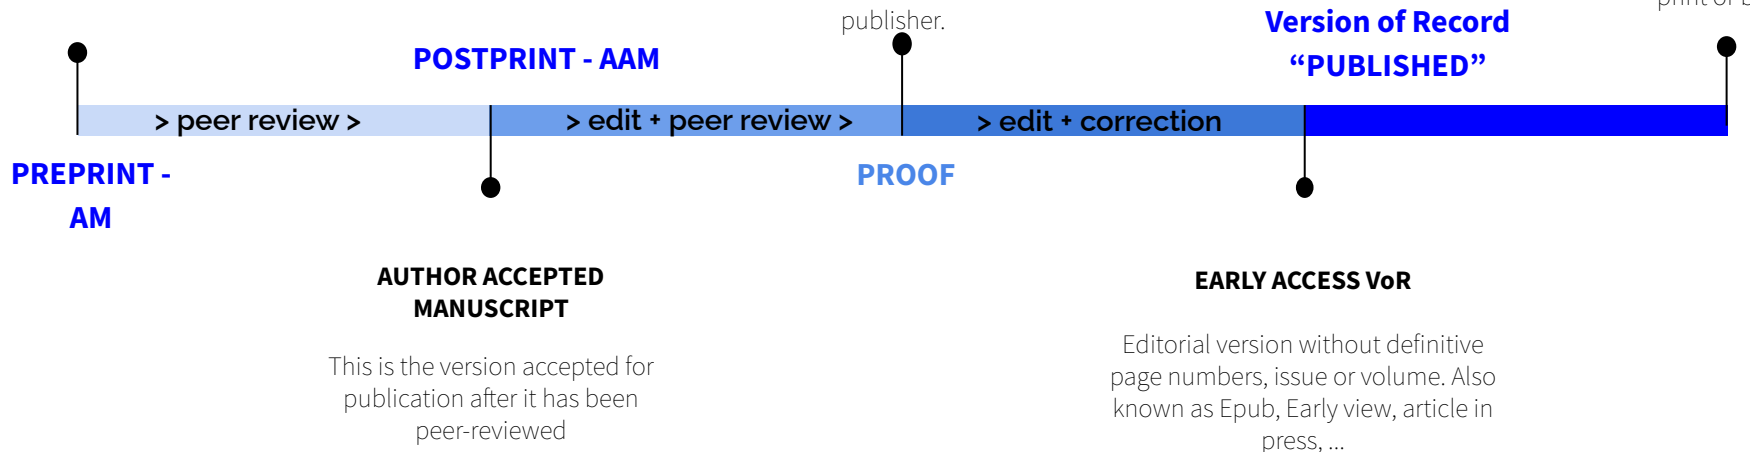 publisher.
Version of Record
“PUBLISHED”
POSTPRINT - AAM
> peer review >
> edit + peer review >
> edit + correction
PREPRINT -
AM
PROOF
AUTHOR ACCEPTED
MANUSCRIPT
This is the version accepted for
publication after it has been
peer-reviewed
EARLY ACCESS VoR
Editorial version without definitive
page numbers, issue or volume. Also
known as Epub, Early view, article in
press, ...